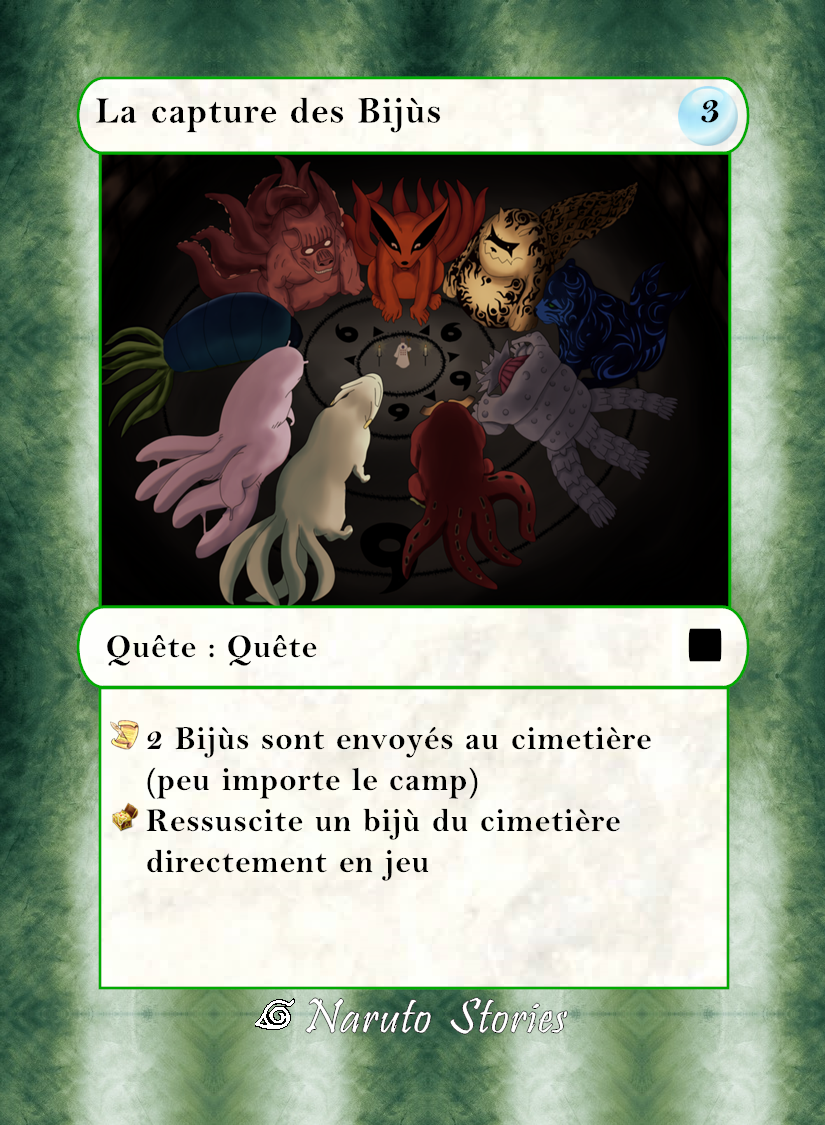 La capture des Bijùs
3
Quête : Quête
2 Bijùs sont envoyés au cimetière
(peu importe le camp)
Ressuscite un bijù du cimetière
directement en jeu
Naruto Stories